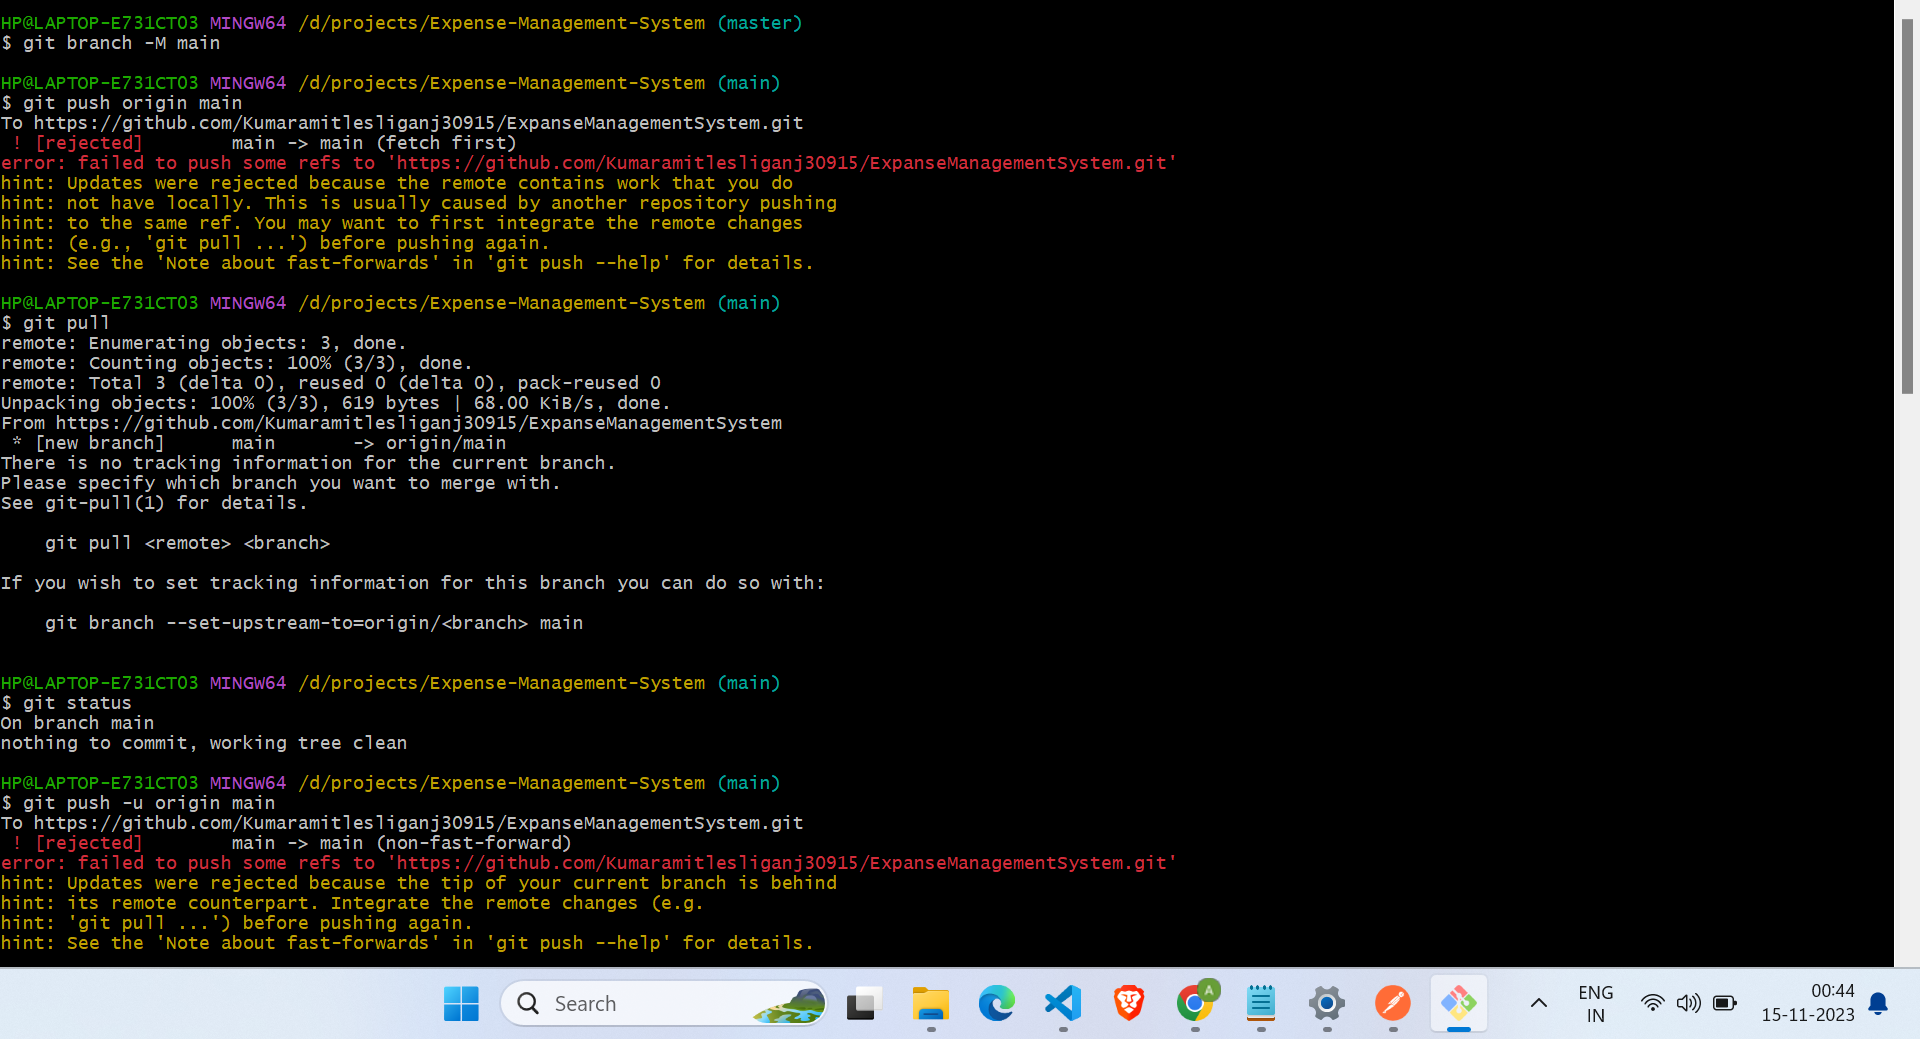 HP@LAPTOP-E731CT03 MINGW64 /d/projects/Expense-Management-System (master)
$ git branch -M main
HP@LAPTOP-E731CT03 MINGW64 /d/projects/Expense-Management-System (main)
$ git push origin main
To https://github.com/Kumaramitlesliganj30915/ExpanseManagementSystem.git
 ! [rejected]        main -> main (fetch first)
error: failed to push some refs to 'https://github.com/Kumaramitlesliganj30915/ExpanseManagementSystem.git'
hint: Updates were rejected because the remote contains work that you do
hint: not have locally. This is usually caused by another repository pushing
hint: to the same ref. You may want to first integrate the remote changes
hint: (e.g., 'git pull ...') before pushing again.
hint: See the 'Note about fast-forwards' in 'git push --help' for details.
HP@LAPTOP-E731CT03 MINGW64 /d/projects/Expense-Management-System (main)
$ git pull
remote: Enumerating objects: 3, done.
remote: Counting objects: 100% (3/3), done.
remote: Total 3 (delta 0), reused 0 (delta 0), pack-reused 0
Unpacking objects: 100% (3/3), 619 bytes | 68.00 KiB/s, done.
From https://github.com/Kumaramitlesliganj30915/ExpanseManagementSystem
 * [new branch]      main       -> origin/main
There is no tracking information for the current branch.
Please specify which branch you want to merge with.
See git-pull(1) for details.
    git pull <remote> <branch>
If you wish to set tracking information for this branch you can do so with:
    git branch --set-upstream-to=origin/<branch> main
HP@LAPTOP-E731CT03 MINGW64 /d/projects/Expense-Management-System (main)
$ git status
On branch main
nothing to commit, working tree clean
HP@LAPTOP-E731CT03 MINGW64 /d/projects/Expense-Management-System (main)
$ git push -u origin main
To https://github.com/Kumaramitlesliganj30915/ExpanseManagementSystem.git
 ! [rejected]        main -> main (non-fast-forward)
error: failed to push some refs to 'https://github.com/Kumaramitlesliganj30915/ExpanseManagementSystem.git'
hint: Updates were rejected because the tip of your current branch is behind
hint: its remote counterpart. Integrate the remote changes (e.g.
hint: 'git pull ...') before pushing again.
hint: See the 'Note about fast-forwards' in 'git push --help' for details.
Search
A
ENG
IN
00:44
15-11-2023